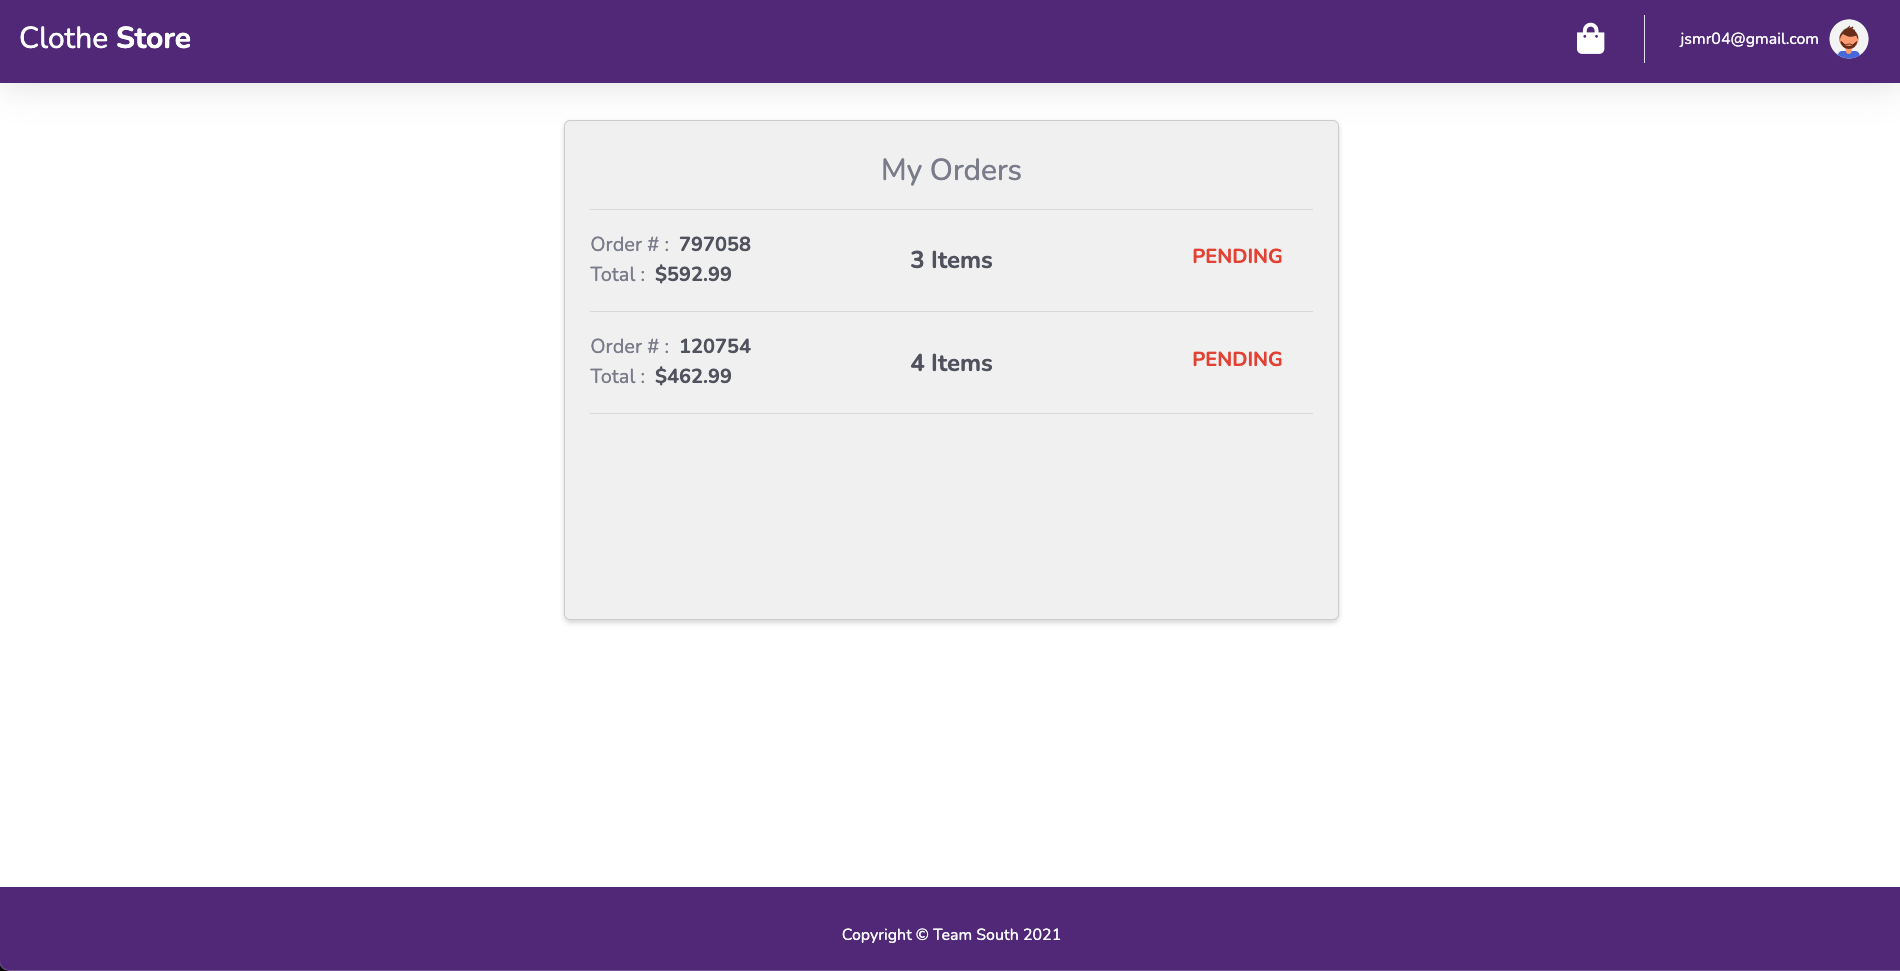 Clothe Store
jsmr04@gmail.com
My Orders
Order # : 797058
Total : $592.99
3 Items
PENDING
Order # : 120754
Total : $462.99
4 Items
PENDING
Copyright © Team South 2021